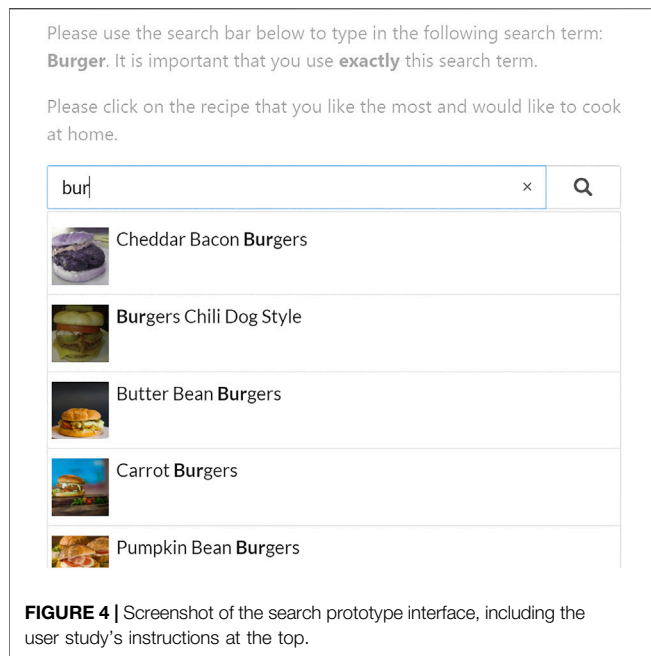 Please use the search bar below to type in the following search term:
Burger. It is important that you use exactly this search term.
Please click on the recipe that you like the most and would like to cook
at home.
bur
Cheddar Bacon Burgers
Burgers Chili Dog Style
Butter Bean Burgers
Carrot Burgers
Pumpkin Bean Burgers
FIGURE 4 | Screenshot of the search prototype interface, including the
user study's instructions at the top.